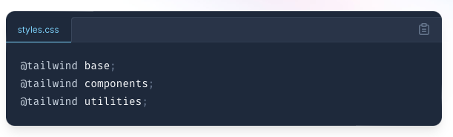 styles.css
@tailwind base;
@tailwind components;
@tailwind utilities;